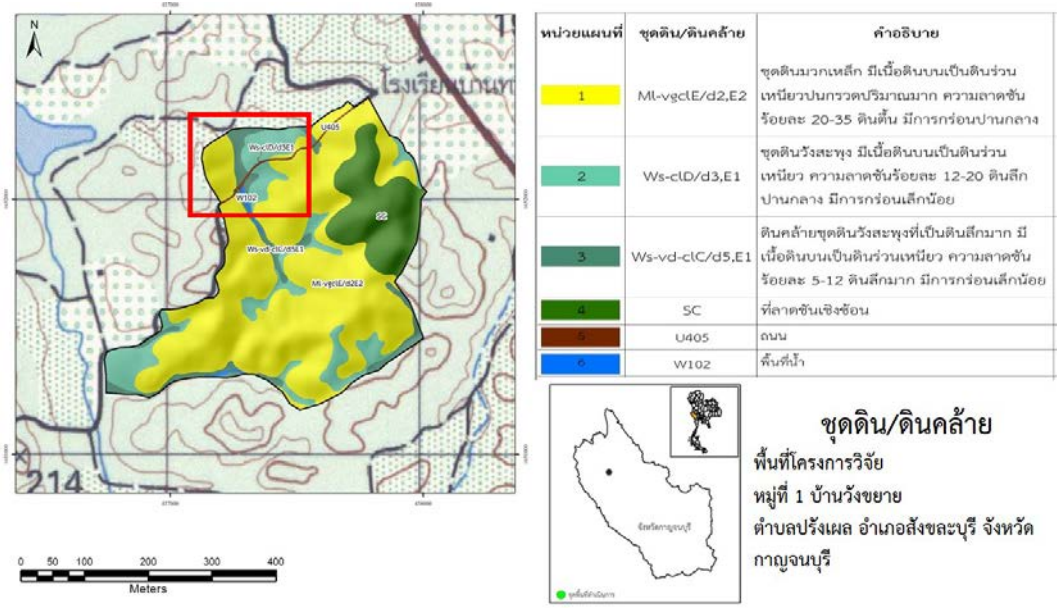 N
โรงเรียนบ้านท่
U405
Ws-clD/d3E1
W102
SC
Ws-vd-clC/d5E1
Ml-vgclE/d2E2
214
0 50 100 200 300 400
Meters
หน่วยแผนที่ ชุดดิน/ดินคล้าย คำอธิบาย
1 Ml-vgclE/d2,E2 ชุดดินมวกเหล็ก มีเนื้อดินบนเป็นดินร่วน
เหนียวปนกรวดปริมาณมาก ความลาดชัน
ร้อยละ 20-35 ดินตื้น มีการกร่อนปานกลาง
2 Ws-clD/d3,E1 ชุดดินวังสะพุง มีเนื้อดินบนเป็นดินร่วน
เหนียว ความลาดชันร้อยละ 12-20 ดินลึก
ปานกลาง มีการกร่อนเล็กน้อย
3 Ws-vd-clC/d5,E1 ดินคล้ายชุดดินวังสะพุงที่เป็นดินลึกมาก มี
เนื้อดินบนเป็นดินร่วนเหนียว ความลาดชัน
ร้อยละ 5-12 ดินลึกมาก มีการกร่อนเล็กน้อย
4 SC ที่ลาดชันเชิงซ้อน
5 U405 ถนน
6 W102 พื้นที่น้ำ
จังหวัดกาญจนบุรี
จุดพื้นที่ดำเนินการ
ชุดดิน/ดินคล้าย
พื้นที่โครงการวิจัย
หมู่ที่ 1 บ้านวังขยาย
ตำบลปรังเผล อำเภอสังขละบุรี จังหวัด
กาญจนบุรี